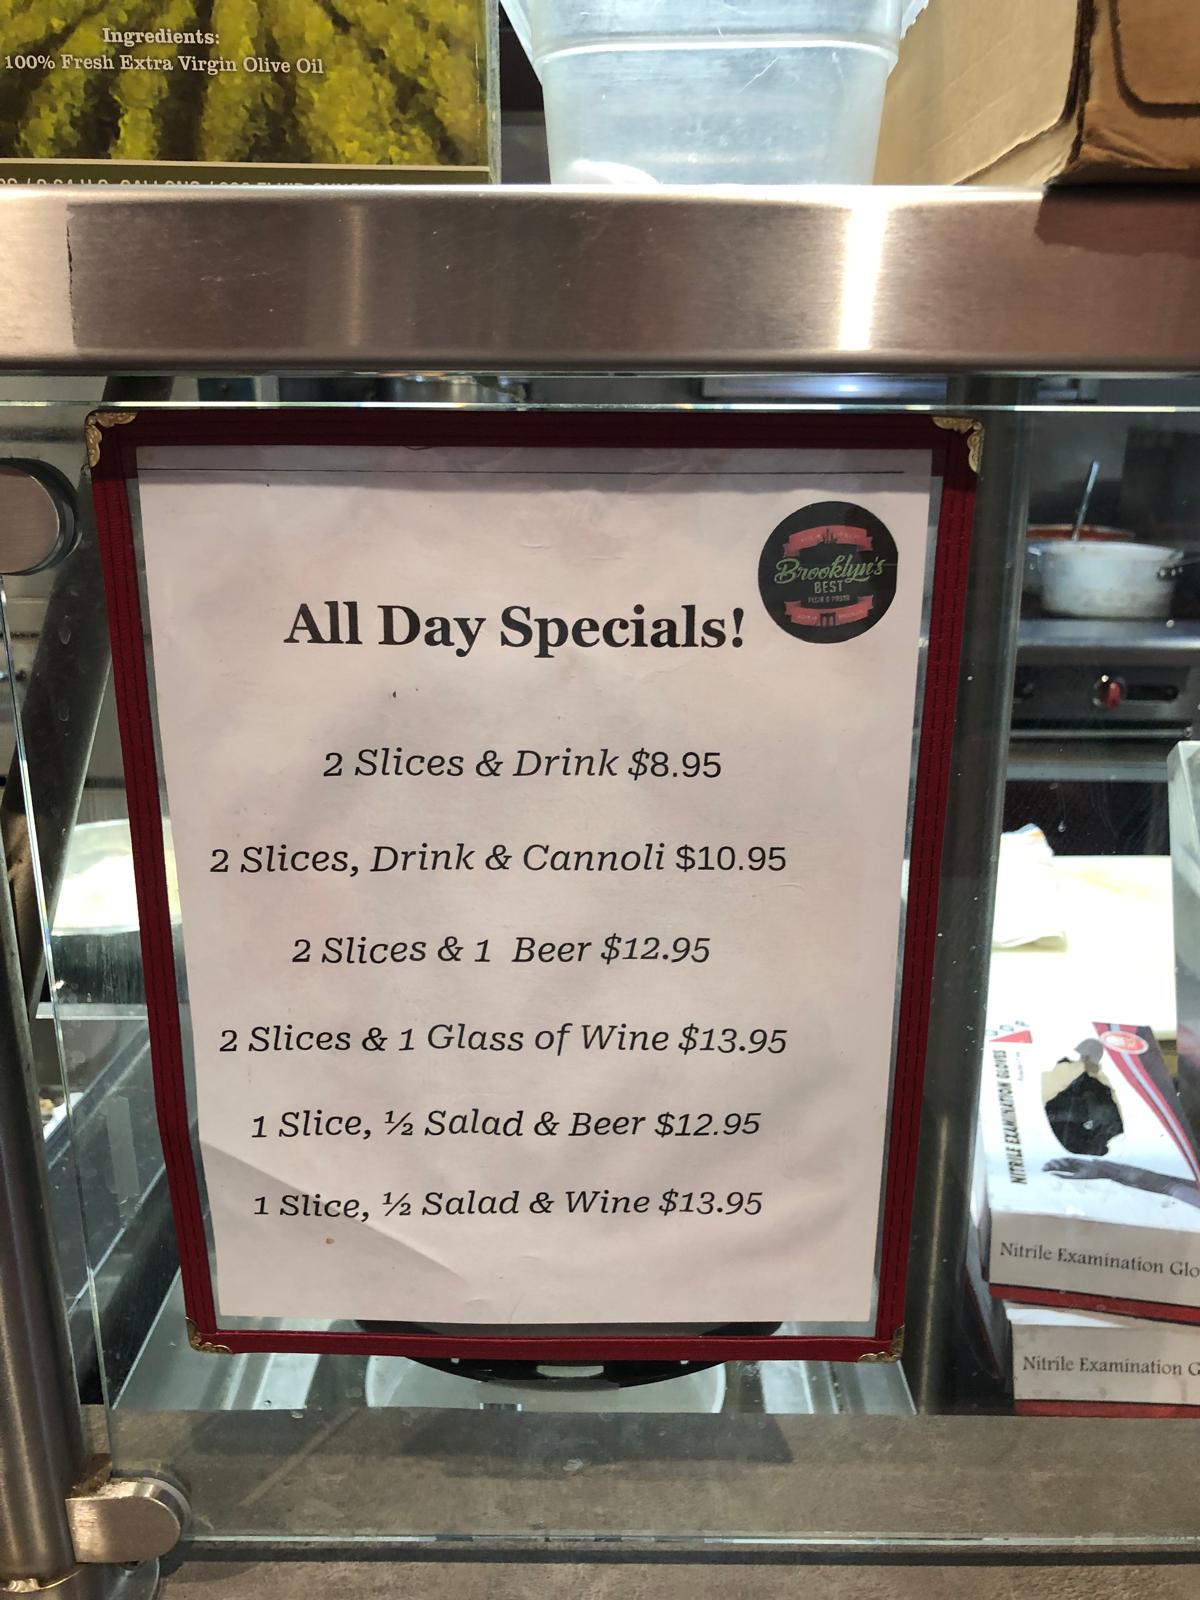 Ingredients:
100% Fresh Extra Virgin Olive Oil
Brooklyn's
BEST
PIZZA & PASTA
All Day Specials!
2 Slices & Drink $8.95
2 Slices, Drink & Cannoli $10.95
2 Slices & 1 Beer $12.95
2 Slices & 1 Glass of Wine $13.95
1 Slice, ½ Salad & Beer $12.95
1 Slice, ½ Salad & Wine $13.95
NITRILE EXAMINATION GLOVES
Nitrile Examination Glo
Nitrile Examination G